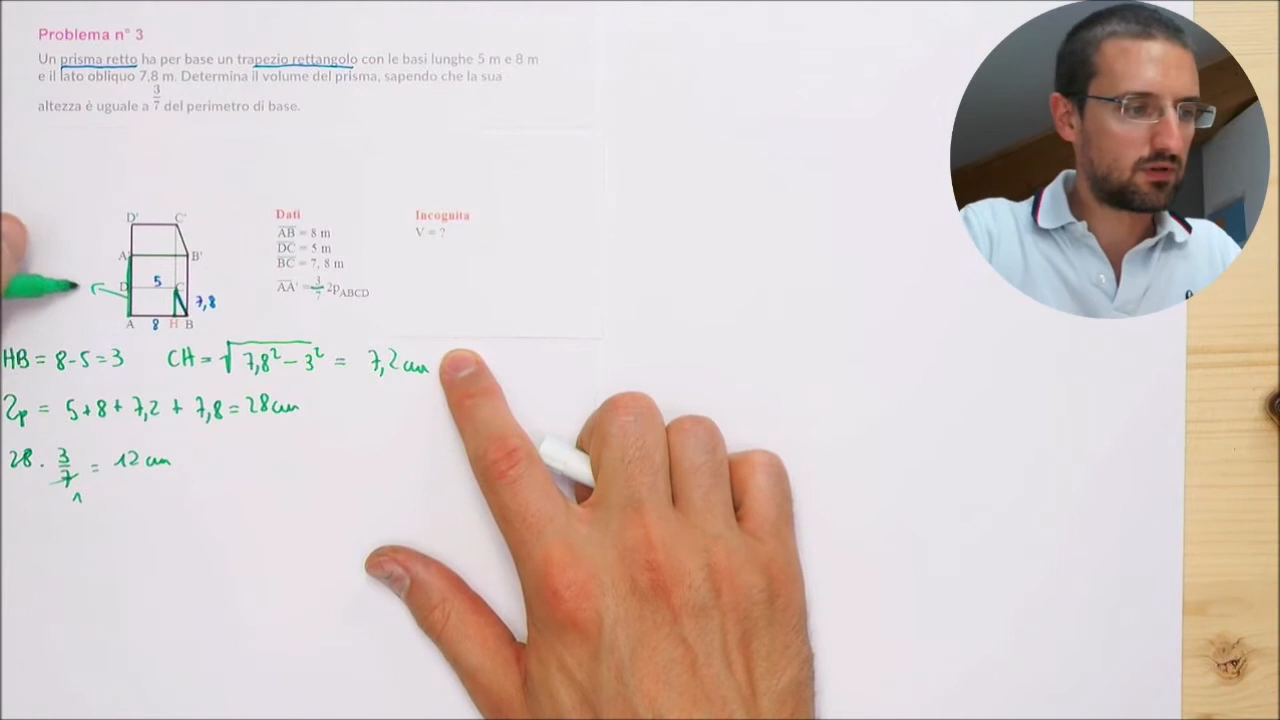 Problema n° 3
Un prisma retto ha per base un trapezio rettangolo con le basi lunghe 5 m e 8 m
e il lato obliquo 7,8 m. Determina il volume del prisma, sapendo che la sua
altezza è uguale a 3/7 del perimetro di base.
D' C'
A' B'
D 5 C 7,8
A 8 H B
Dati
AB = 8 m
DC = 5 m
BC = 7, 8 m
AA' = 3/7 2pABCD
Incognita
V = ?
HB = 8-5=3 CH = √7,8² - 3² = 7,2 cm
2p = 5+8+7,2 + 7,8 = 28 cm
28 · 3/7 = 12 cm
1